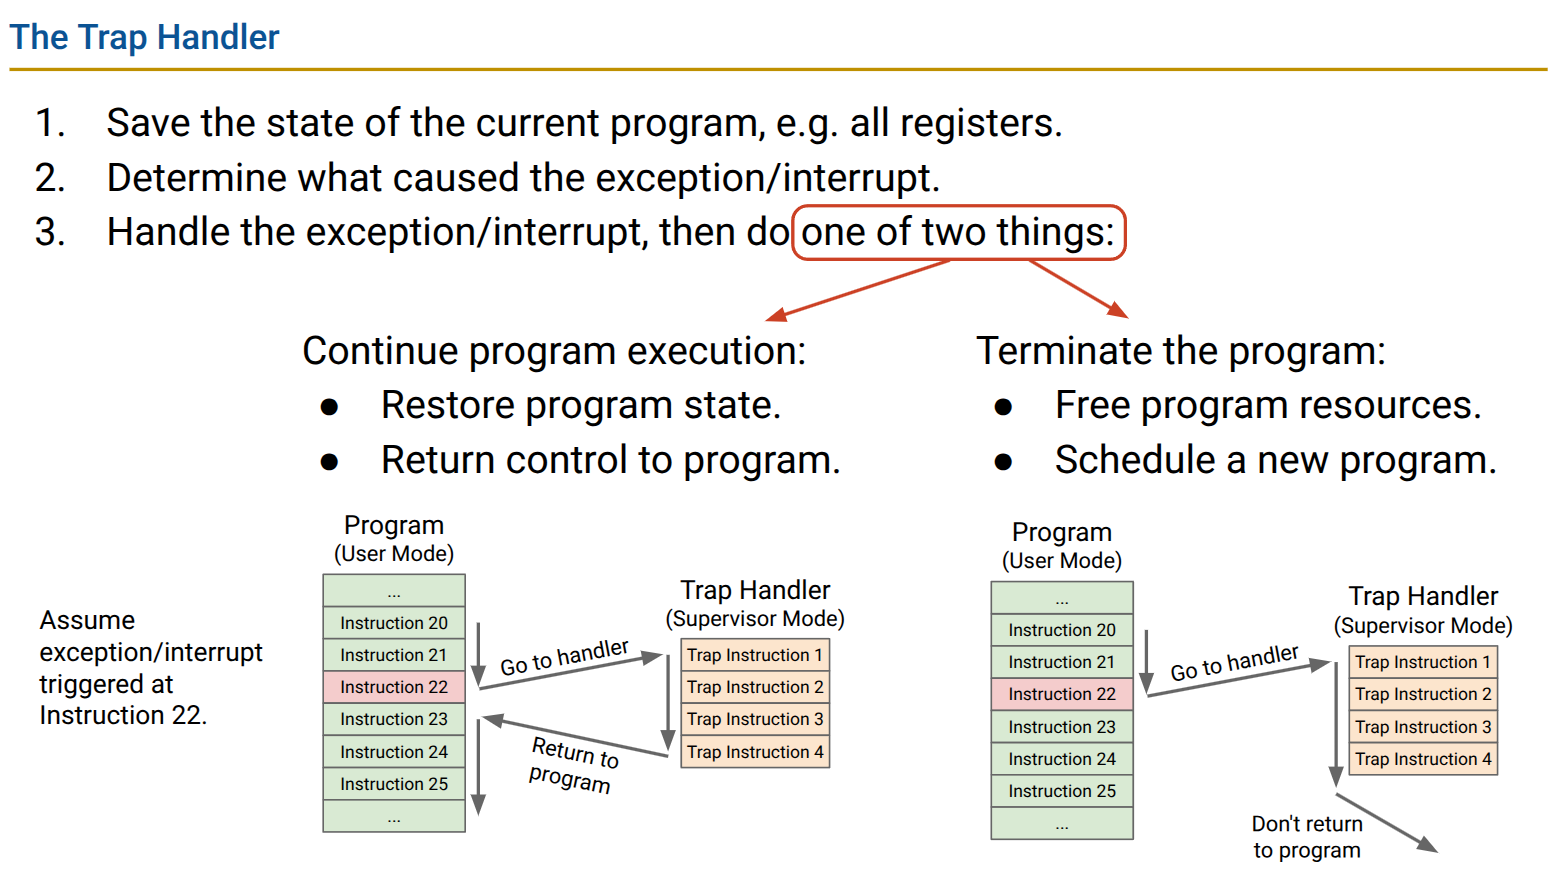 The Trap Handler
1. Save the state of the current program, e.g. all registers.
2. Determine what caused the exception/interrupt.
3. Handle the exception/interrupt, then do one of two things:
Continue program execution:
● Restore program state.
● Return control to program.
Terminate the program:
● Free program resources.
● Schedule a new program.
Assume
exception/interrupt
triggered at
Instruction 22.
Program
(User Mode)
...
Instruction 20
Instruction 21
Instruction 22
Instruction 23
Instruction 24
Instruction 25
...
Go to handler
Return to
program
Trap Handler
(Supervisor Mode)
Trap Instruction 1
Trap Instruction 2
Trap Instruction 3
Trap Instruction 4
Program
(User Mode)
...
Instruction 20
Instruction 21
Instruction 22
Instruction 23
Instruction 24
Instruction 25
...
Go to handler
Trap Handler
(Supervisor Mode)
Trap Instruction 1
Trap Instruction 2
Trap Instruction 3
Trap Instruction 4
Don't return
to program